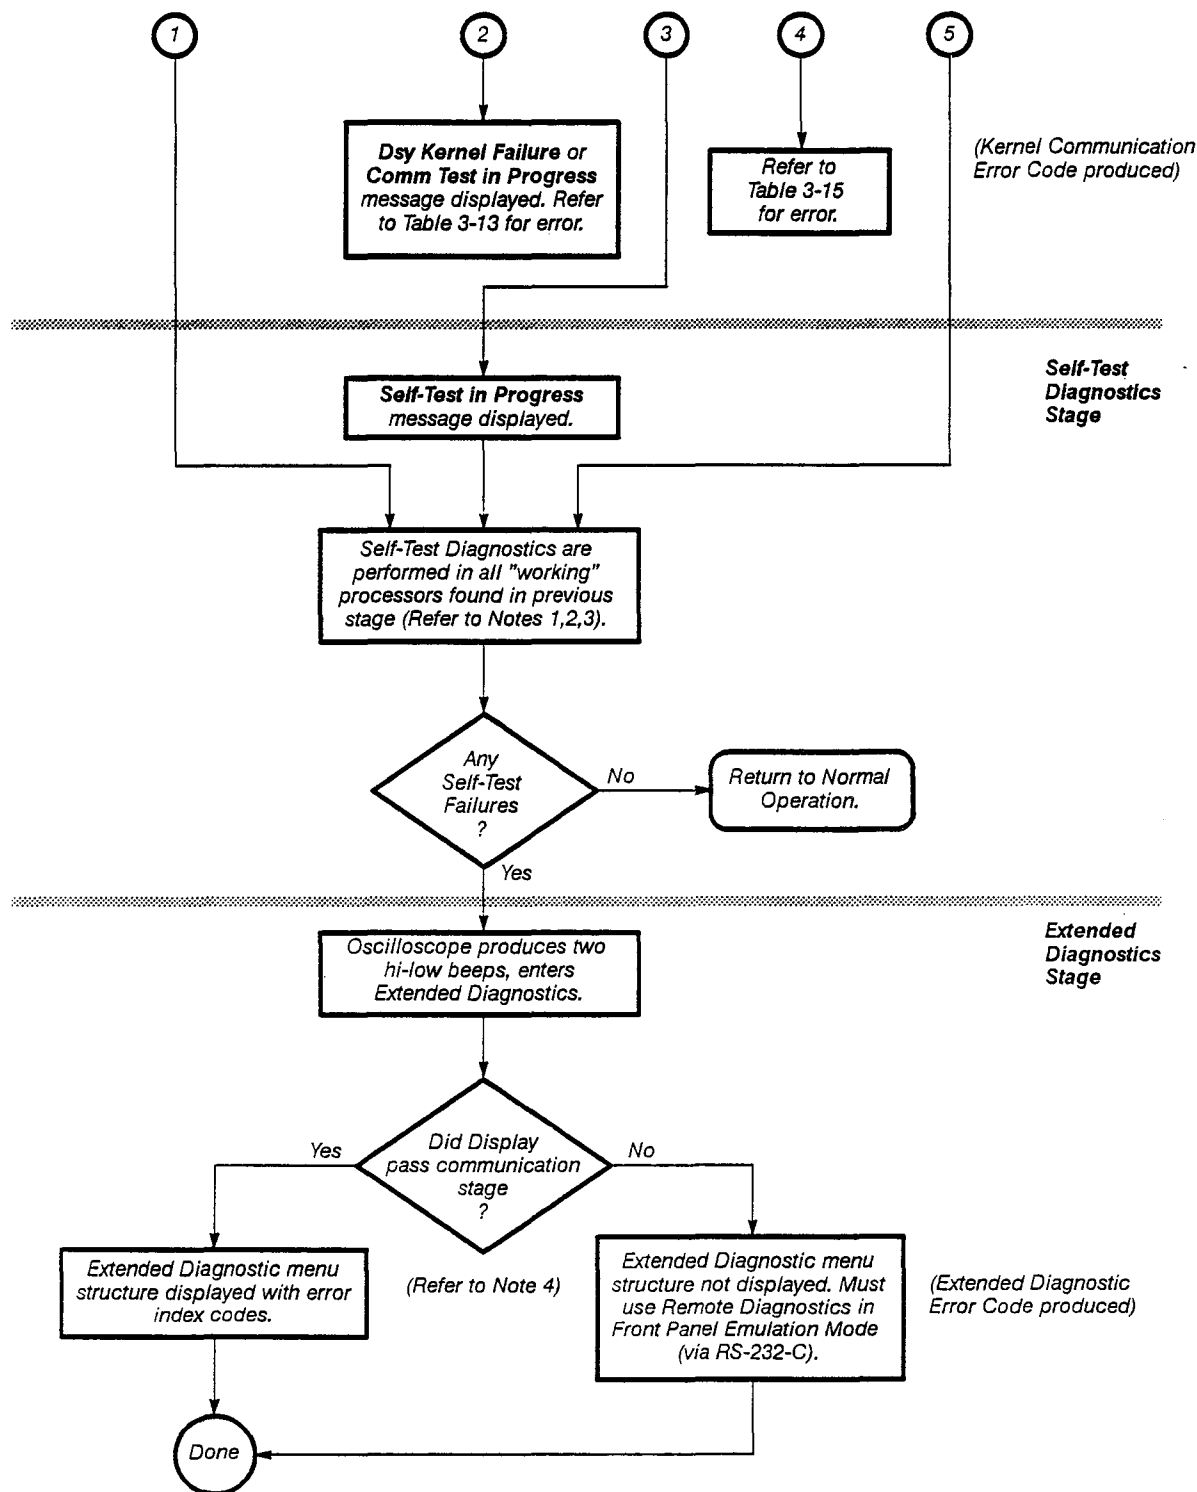 1
2
3
4
5
Dsy Kernel Failure or
Comm Test in Progress
message displayed. Refer
to Table 3-13 for error.
Refer to
Table 3-15
for error.
(Kernel Communication
Error Code produced)
Self-Test in Progress
message displayed.
Self-Test
Diagnostics
Stage
Self-Test Diagnostics are
performed in all "working"
processors found in previous
stage (Refer to Notes 1,2,3).
Any
Self-Test
Failures
?
No
Return to Normal
Operation.
Yes
Oscilloscope produces two
hi-low beeps, enters
Extended Diagnostics.
Extended
Diagnostics
Stage
Did Display
pass communication
stage
?
Yes
No
Extended Diagnostic menu
structure displayed with error
index codes.
(Refer to Note 4)
Extended Diagnostic menu
structure not displayed. Must
use Remote Diagnostics in
Front Panel Emulation Mode
(via RS-232-C).
(Extended Diagnostic
Error Code produced)
Done